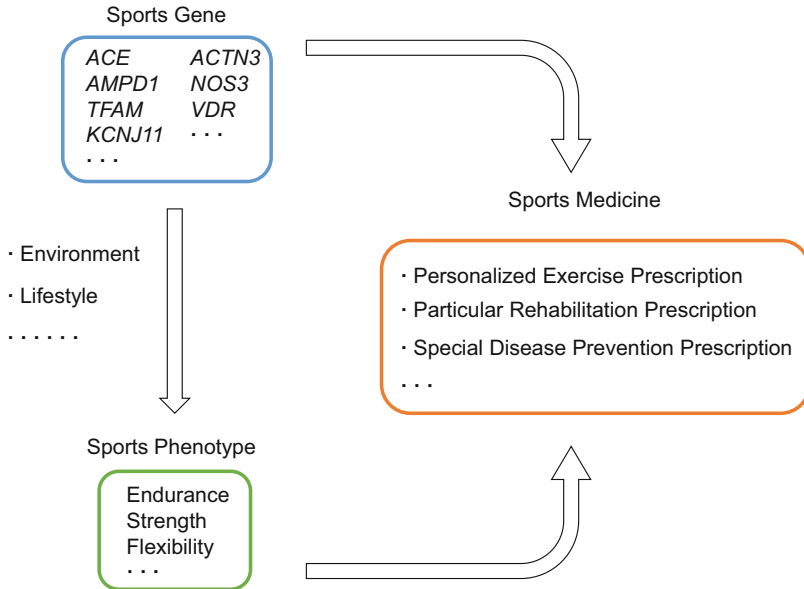 Sports Gene
ACE ACTN3
AMPD1 NOS3
TFAM VDR
KCNJ11 · · ·
· · ·
· Environment
· Lifestyle
· · · · · ·
Sports Phenotype
Endurance
Strength
Flexibility
· · ·
Sports Medicine
· Personalized Exercise Prescription
· Particular Rehabilitation Prescription
· Special Disease Prevention Prescription
· · ·